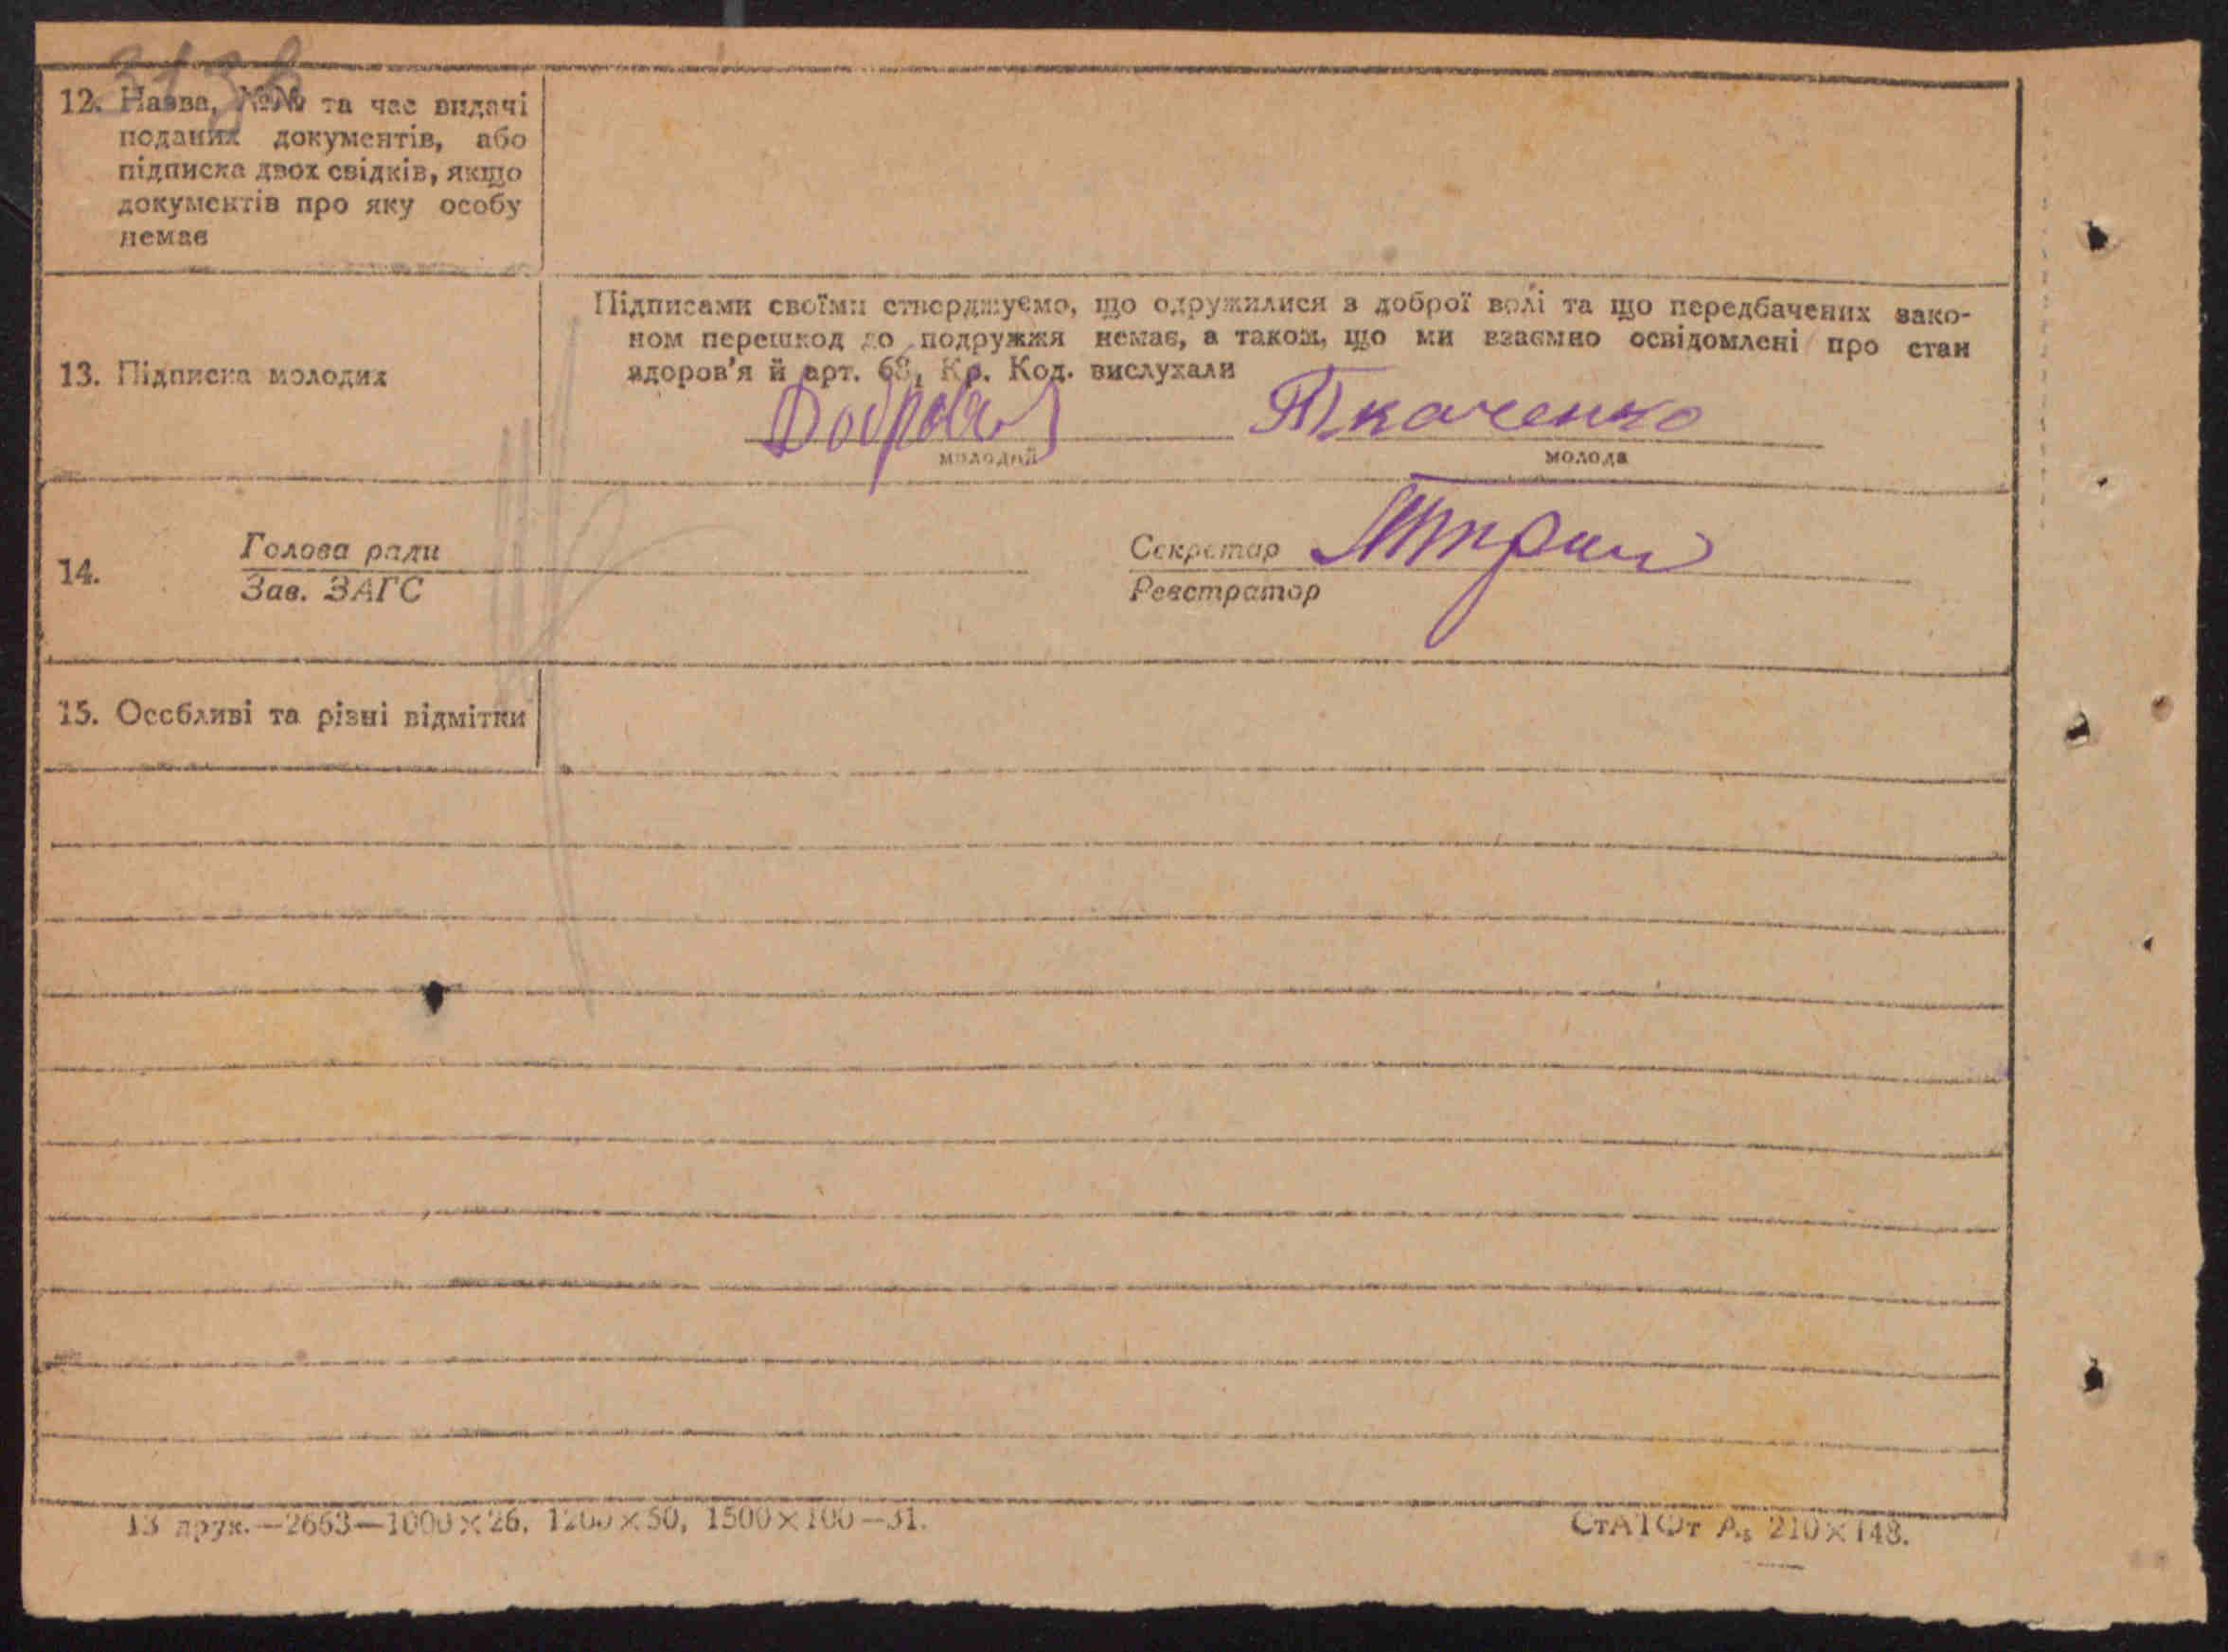 313
12. Назва, №№ та час видачі
поданих документів, або
підписка двох свідків, якщо
документів про яку особу
немає
Підписами своїми стверджуємо, що одружилися з доброї волі та що передбачених зако-
ном перешкод до подружжя немає, а також, що ми взаємно освідомлені про стан
здоров'я й арт. 68, Кр. Код. вислухали
13. Підписка молодих
Ткаченко
молодий
молода
14.
Голова ради
Зав. ЗАГС
Секретар
Реєстратор
15. Особливі та різні відмітки
13 друк.—2663—1000×26, 1200×50, 1500×100—31.
СтАТФт А₅ 210×148.